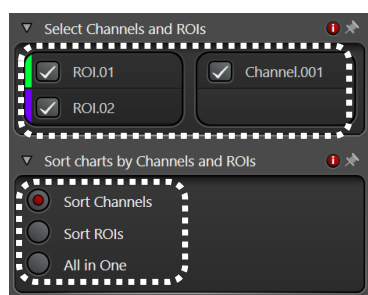 Select Channels and ROIs
ROI.01
Channel.001
ROI.02
Sort charts by Channels and ROIs
Sort Channels
Sort ROIs
All in One